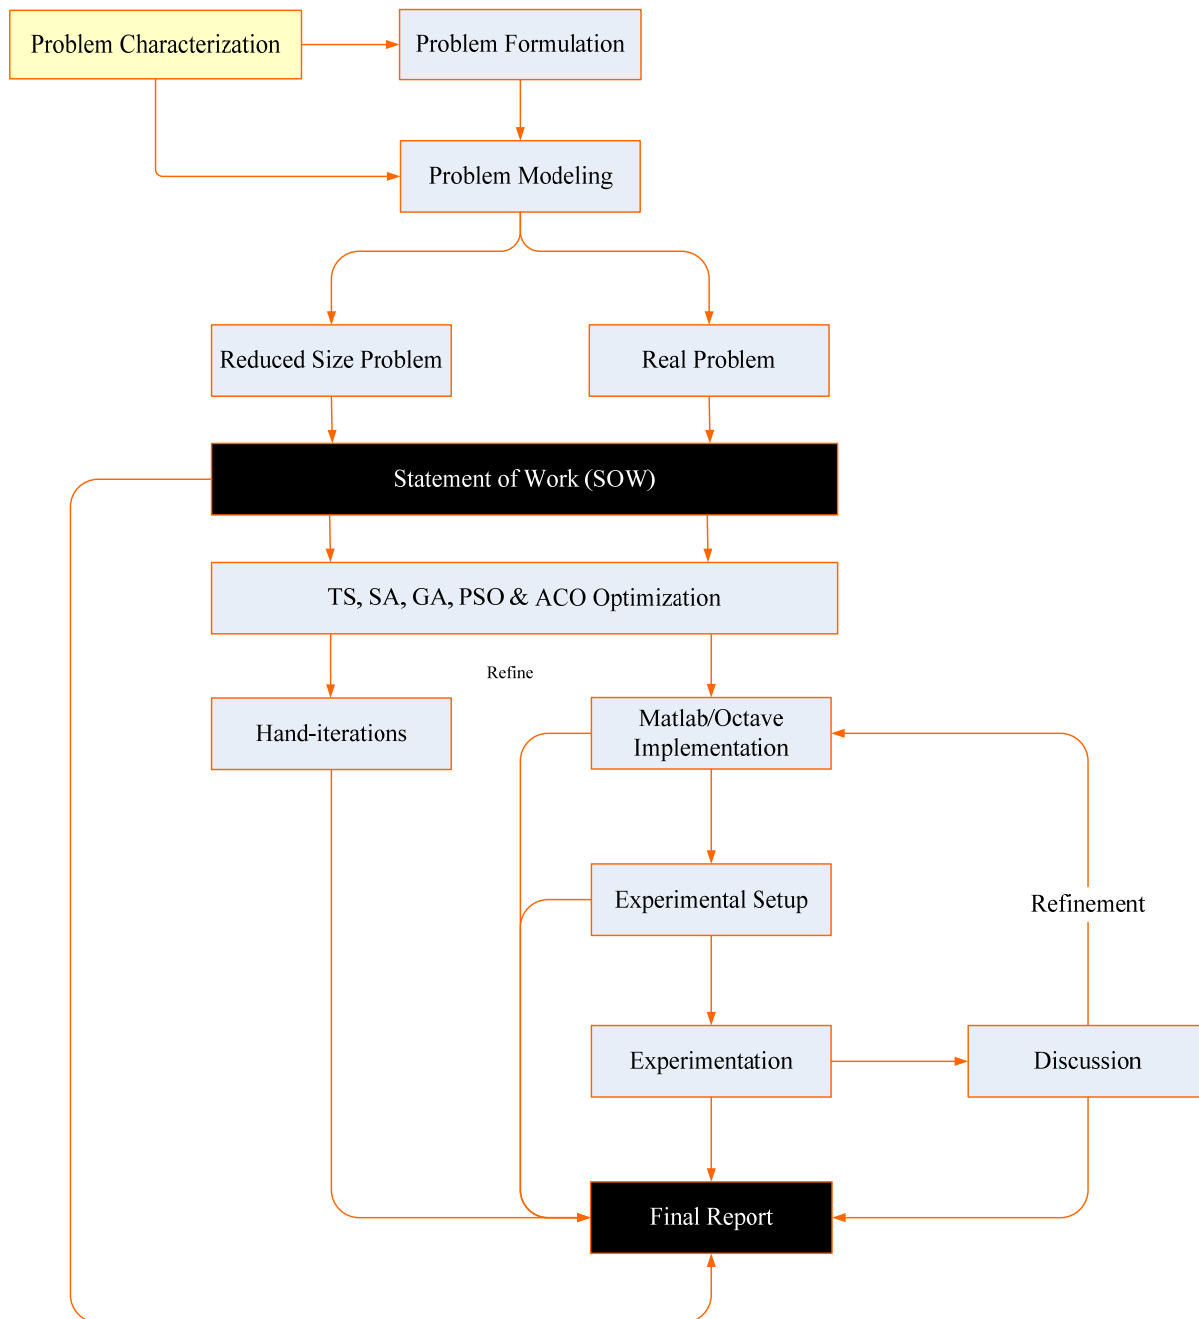 Problem Characterization
Problem Formulation
Problem Modeling
Reduced Size Problem
Real Problem
Statement of Work (SOW)
TS, SA, GA, PSO & ACO Optimization
Refine
Hand-iterations
Matlab/Octave
Implementation
Experimental Setup
Refinement
Experimentation
Discussion
Final Report